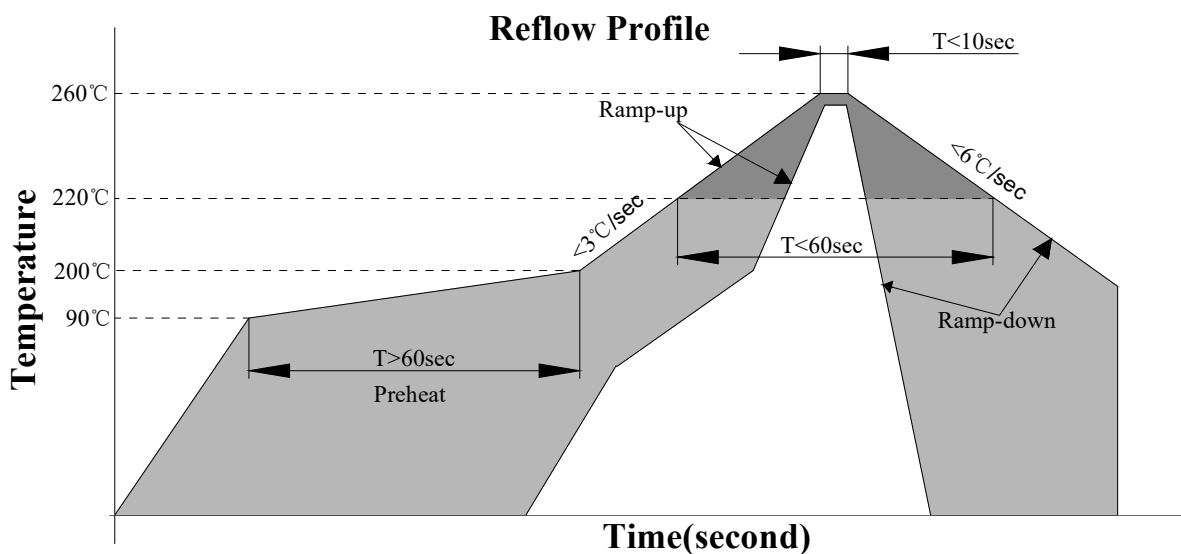 Reflow Profile
T<10sec
260℃
Ramp-up
<6℃/sec
220℃
<3℃/sec
T<60sec
200℃
90℃
Ramp-down
T>60sec
Preheat
Temperature
Time(second)